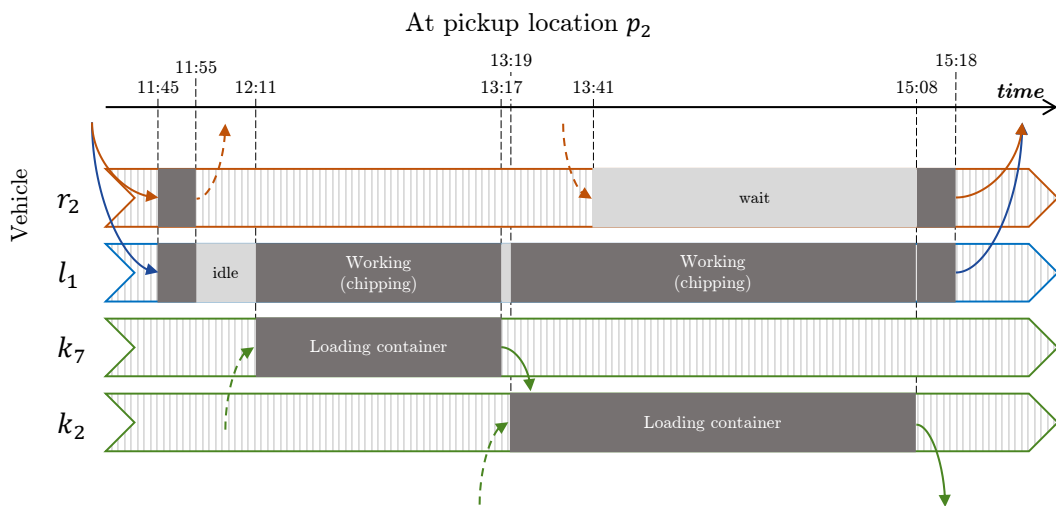 At pickup location p₂
13:19
15:18
11:55
11:45
12:11
13:17
13:41
15:08
time
Vehicle
r₂
wait
l₁
idle
Working
(chipping)
Working
(chipping)
k₇
Loading container
k₂
Loading container